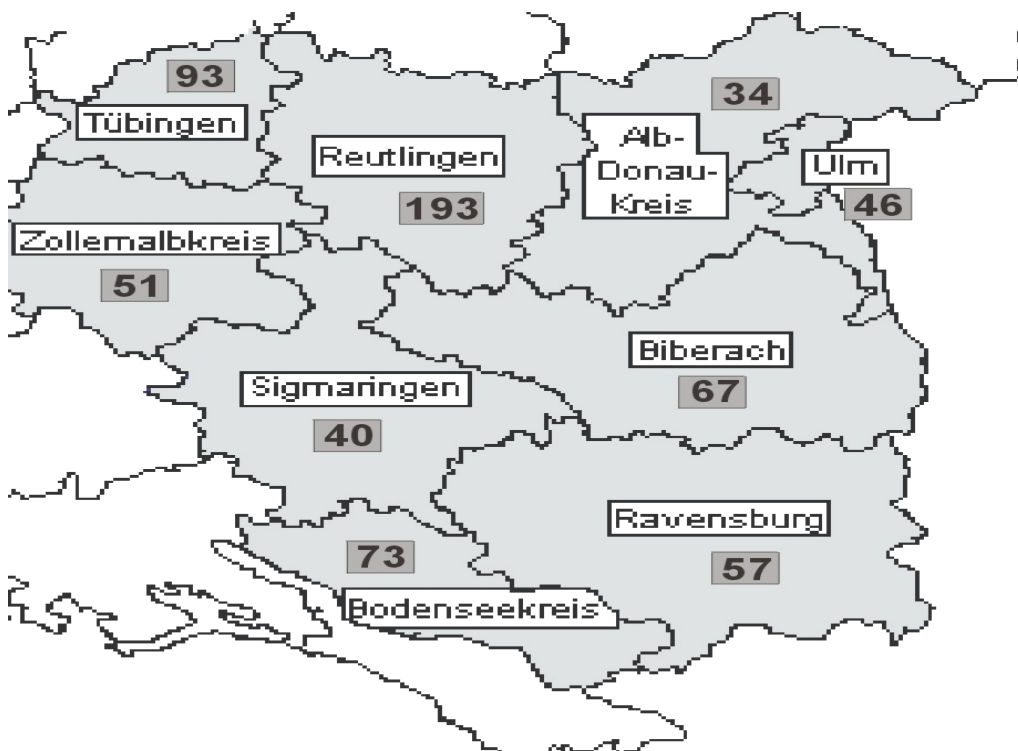 93
Tübingen
34
Alb-
Donau-
Kreis
Ulm
46
Reutlingen
193
Zollernalbkreis
51
Biberach
67
Sigmaringen
40
Ravensburg
57
73
Bodenseekreis